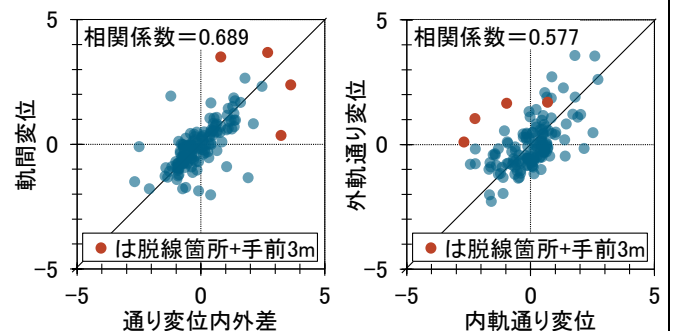 5
相関係数=0.689
軌間変位
0
● は脱線箇所+手前3m
-5
-5
0
5
通り変位内外差
5
相関係数=0.577
外軌通り変位
0
● は脱線箇所+手前3m
-5
-5
0
5
内軌通り変位